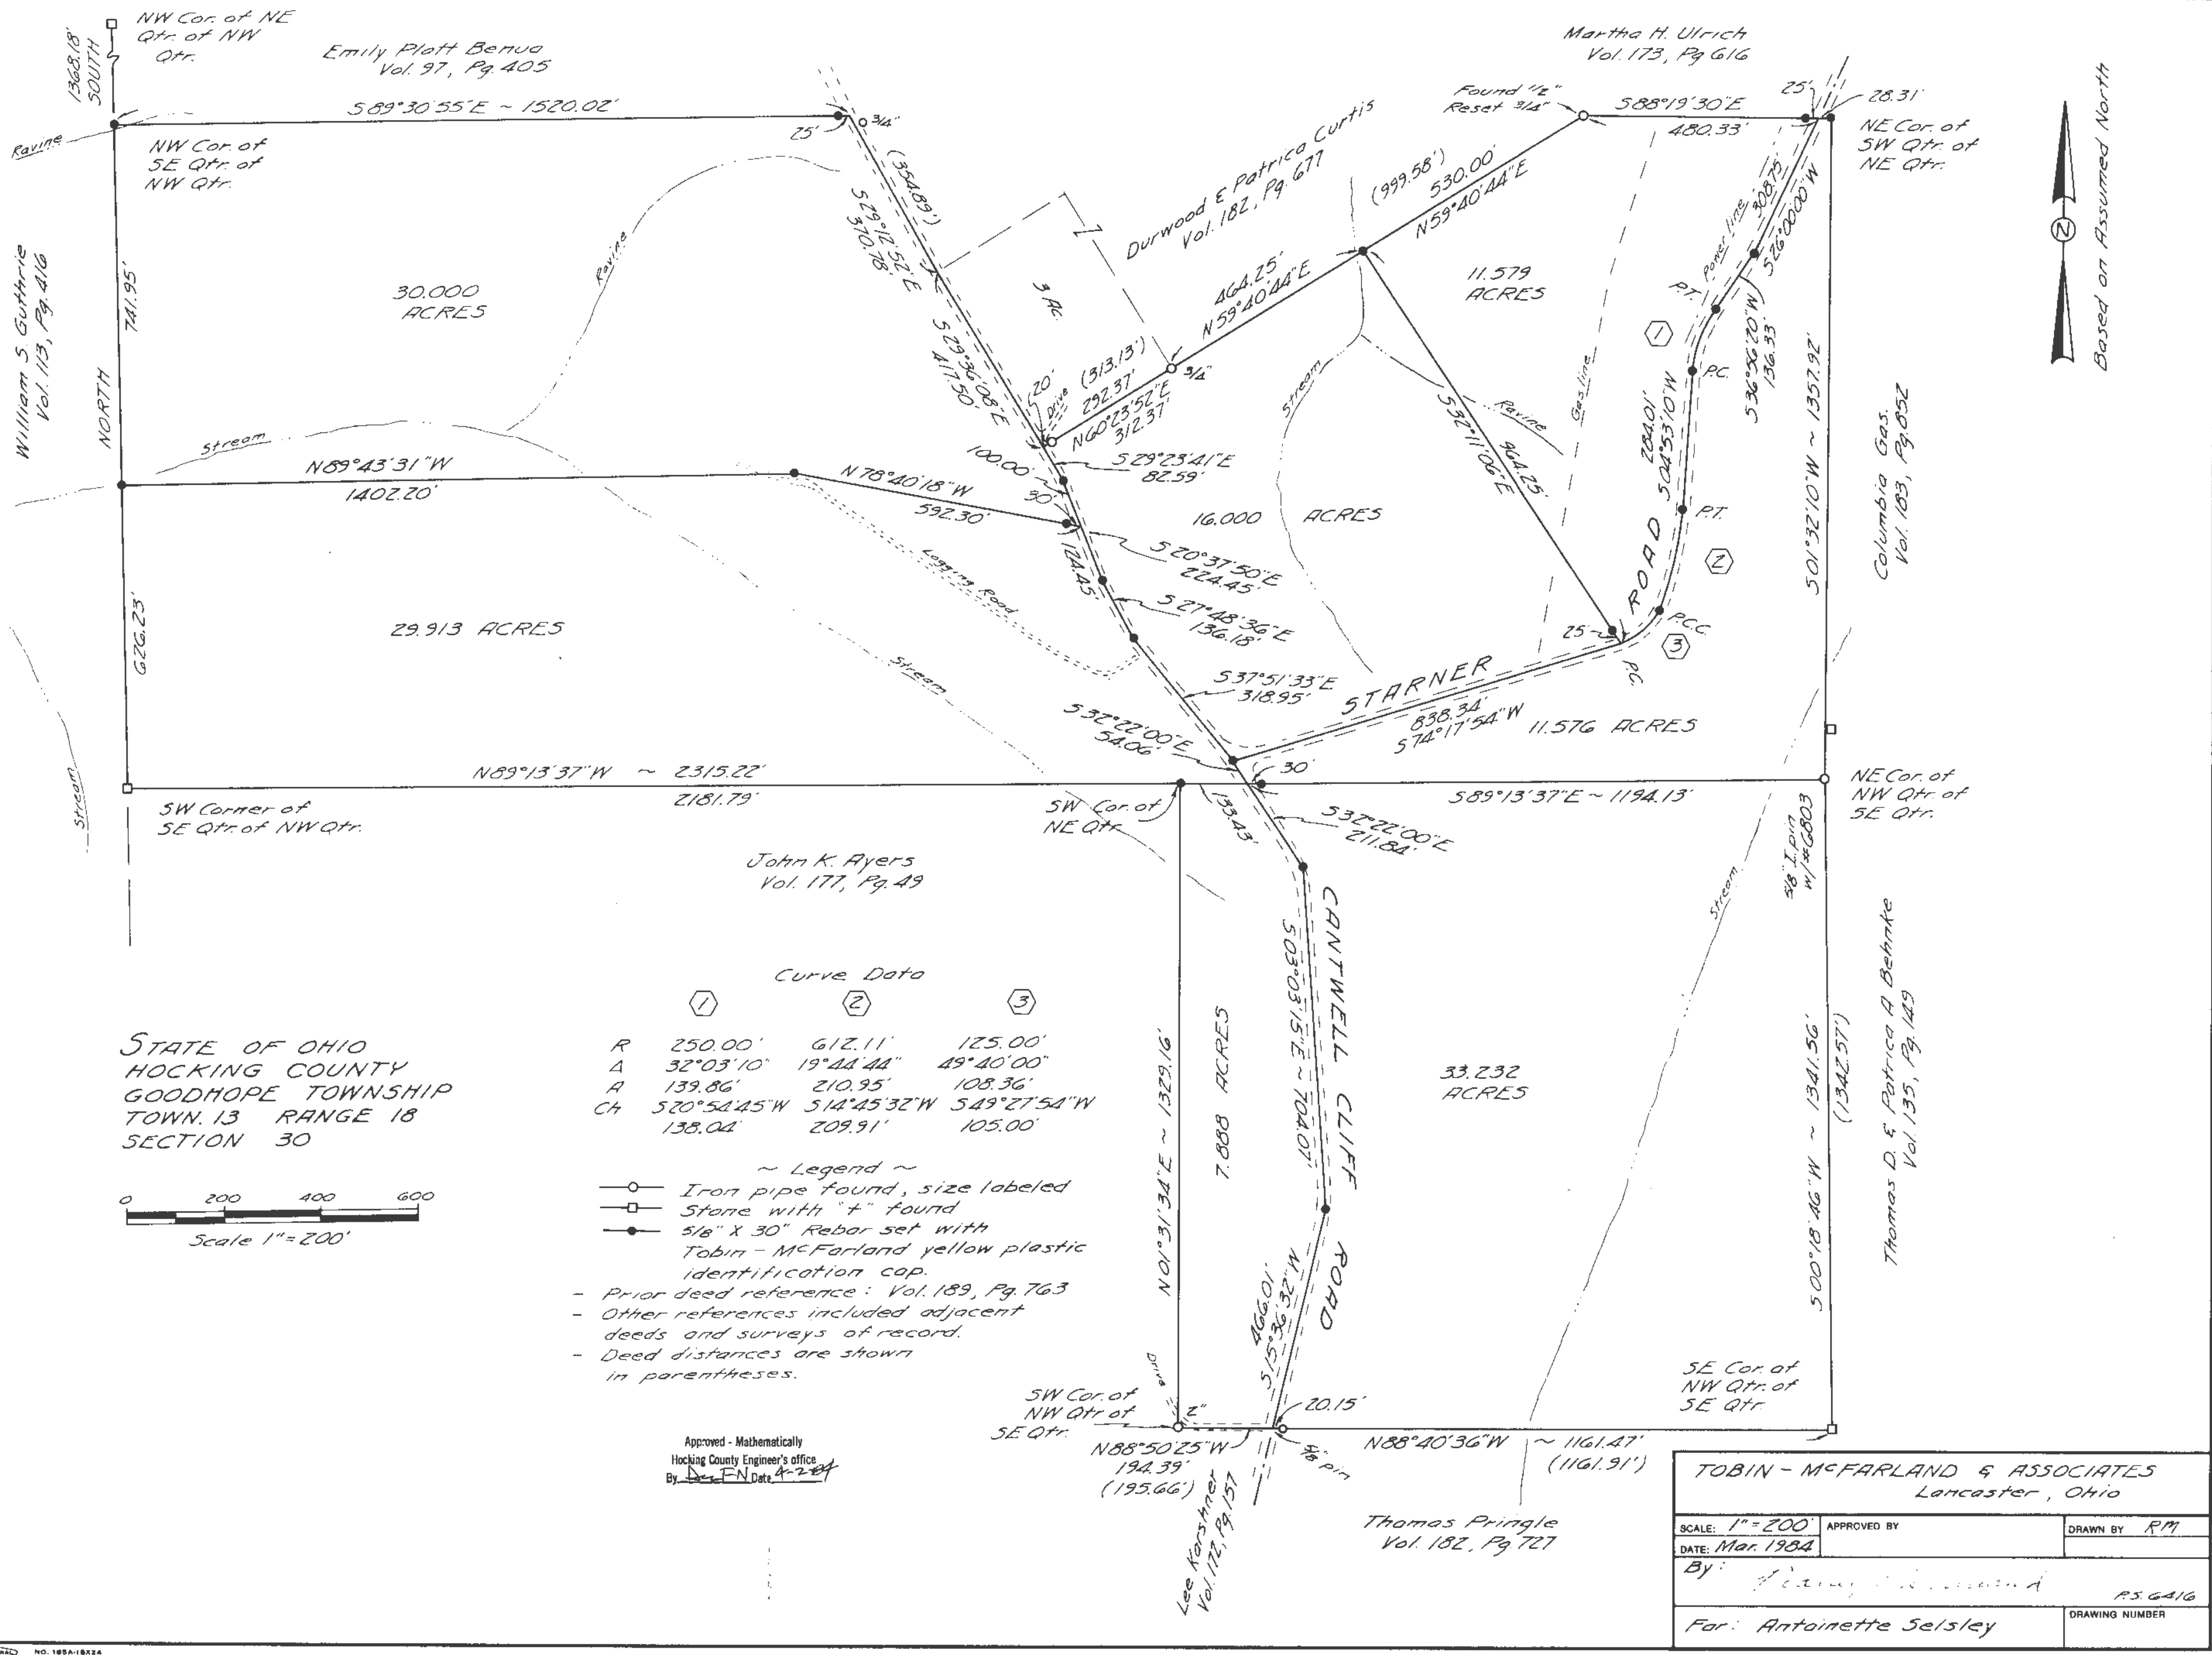 NW Cor. of NE
Qtr. of NW
Qtr.
1368.18'
SOUTH
Emily Plott Benua
Vol. 97, Pg. 405
Martha H. Ulrich
Vol. 173, Pg 616
S89°30'55"E ~ 1520.02'
25'
3/4"
Ravine
NW Cor. of
SE Qtr. of
NW Qtr.
William S. Guthrie
Vol. 113, Pg. 416
741.95'
NORTH
30.000
ACRES
Ravine
(354.89')
S29°12'52"E
370.78'
S29°36'08"E
417.50'
3 Ac.
Durwood & Patrica Curtis
Vol. 182, Pg. 677
Found 1/2"
Reset 3/4"
S88°19'30"E
480.33'
25'
28.31'
NE Cor. of
SW Qtr. of
NE Qtr.
Based on Assumed North
(999.58')
530.00'
N59°40'44"E
464.25'
N59°40'44"E
3/4"
20'
Drive
(313.13')
292.37'
N60°23'52"E
312.37'
11.579
ACRES
Power line
308.75'
S26°00'00"W
P.T.
S36°56'20"W
136.33'
1
P.C.
284.01'
S04°53'10"W
P.T.
2
ROAD
P.C.C.
3
P.C.
25'
Gasline
Ravine
Stream
S32°11'06"E
964.25'
S01°32'10"W ~ 1357.92'
Columbia Gas.
Vol. 183, Pg. 852
Stream
N89°43'31"W
1402.20'
N78°40'18"W
592.30'
100.00'
30'
S29°23'41"E
82.59'
16.000 ACRES
S20°37'50"E
224.45'
124.45
S27°48'36"E
136.18'
Logging Road
626.23'
29.913 ACRES
Stream
S37°51'33"E
318.95'
S32°22'00"E
54.06'
STARNER
838.34'
S74°17'54"W
11.576 ACRES
Stream
N89°13'37"W ~ 2315.22'
2181.79'
SW Corner of
SE Qtr. of NW Qtr.
SW Cor. of
NE Qtr.
133.43'
30'
S89°13'37"E ~ 1194.13'
NE Cor. of
NW Qtr. of
SE Qtr.
5/8" I.pin
w/#6803
S32°22'00"E
211.84'
John K. Ayers
Vol. 177, Pg. 49
CANTWELL CLIFF ROAD
S03°03'15"E ~ 704.07'
Stream
Curve Data
1 2 3
R 250.00' 612.11' 125.00'
Δ 32°03'10" 19°44'44" 49°40'00"
A 139.86' 210.95' 108.36'
Ch S20°54'45"W S14°45'32"W S49°27'54"W
138.04' 209.91' 105.00'
STATE OF OHIO
HOCKING COUNTY
GOODHOPE TOWNSHIP
TOWN. 13 RANGE 18
SECTION 30
0 200 400 600
Scale 1"=200'
~ Legend ~
Iron pipe found, size labeled
Stone with "+" found
5/8" X 30" Rebar set with
Tobin - McFarland yellow plastic
identification cap.
- Prior deed reference: Vol. 189, Pg. 763
- Other references included adjacent
deeds and surveys of record.
- Deed distances are shown
in parentheses.
N01°31'34"E ~ 1329.16'
7.888 ACRES
33.232
ACRES
S00°18'46"W ~ 1341.56'
(1342.57')
Thomas D. & Patrica A Behnke
Vol 135, Pg. 149
466.01'
S15°36'32"W
Drive
SW Cor. of
NW Qtr of
SE Qtr.
2"
20.15'
5/8" pin
N88°50'25"W
194.39'
(195.66')
N88°40'36"W ~ 1161.47'
(1161.91')
SE Cor. of
NW Qtr. of
SE Qtr.
Lee Karshner
Vol. 172, Pg. 157
Thomas Pringle
Vol. 182, Pg 727
Approved - Mathematically
Hocking County Engineer's office
By Date
TOBIN - McFARLAND & ASSOCIATES
Lancaster, Ohio
SCALE: 1"=200' APPROVED BY DRAWN BY RM
DATE: Mar. 1984
By:
P.S. 6416
For: Antoinette Selsley
DRAWING NUMBER
NO. 195A-18X24